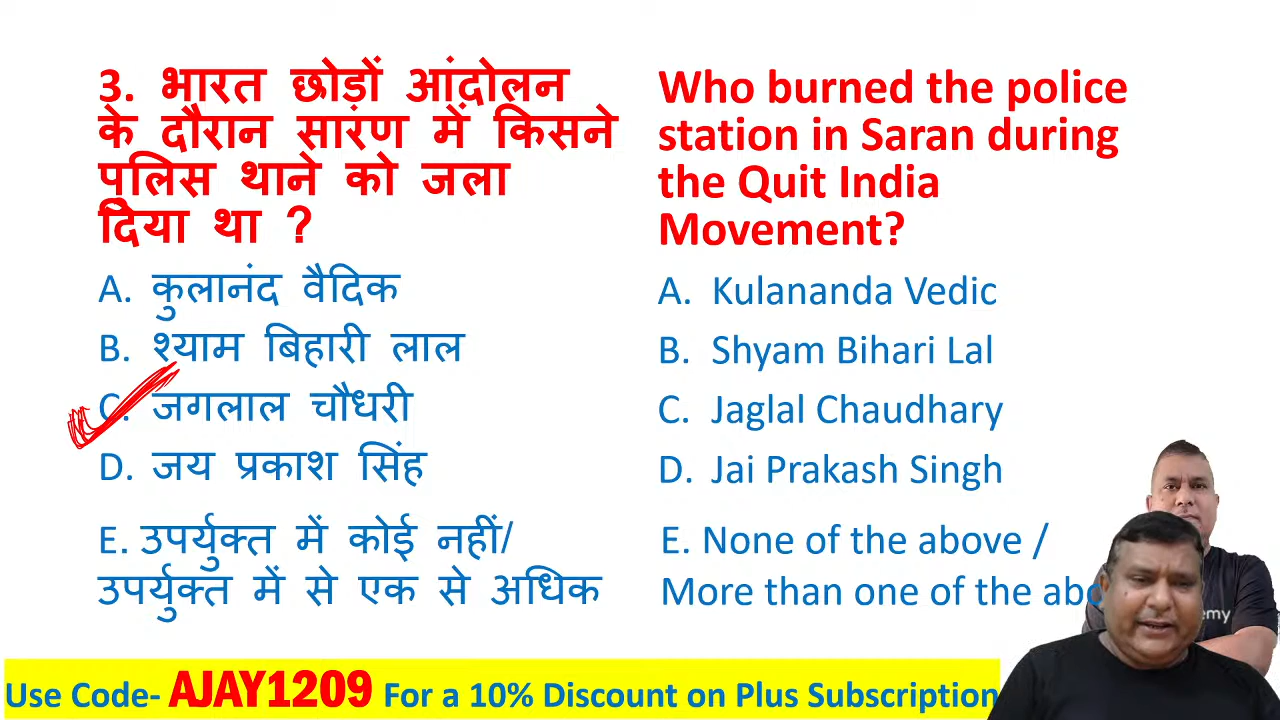 3. भारत छोड़ों आंदोलन
के दौरान सारण में किसने
पुलिस थाने को जला
दिया था ?
A. कुलानंद वैदिक
B. श्याम बिहारी लाल
C. जगलाल चौधरी
D. जय प्रकाश सिंह
E. उपर्युक्त में कोई नहीं/
उपर्युक्त में से एक से अधिक
Who burned the police
station in Saran during
the Quit India
Movement?
A. Kulananda Vedic
B. Shyam Bihari Lal
C. Jaglal Chaudhary
D. Jai Prakash Singh
E. None of the above /
More than one of the
Use Code- AJAY1209 For a 10% Discount on Plus Subscription